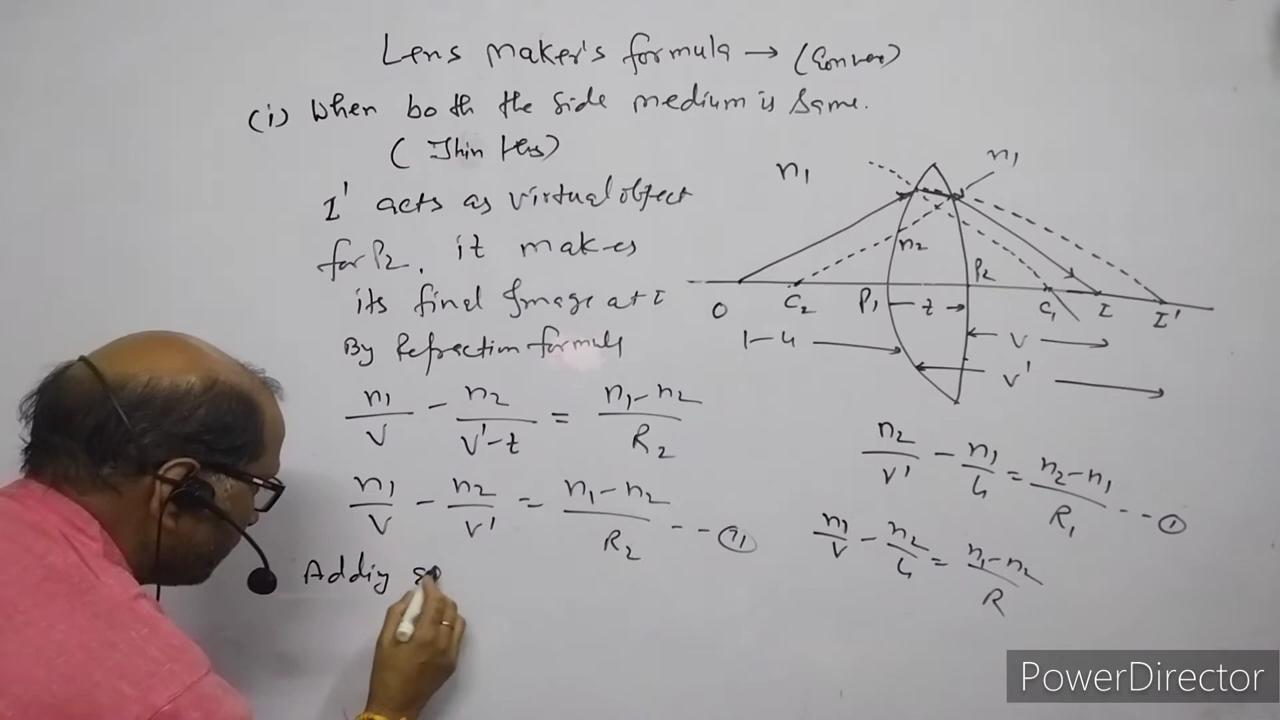 Lens maker's formula → (Convex)
(i) When both the side medium is same.
(Thin lens)
I' acts as virtual object
for P₂. it makes
its final Image at I
By Refraction formula
n₁/v − n₂/(v'−t) = (n₁−n₂)/R₂
n₁/v − n₂/v' = (n₁−n₂)/R₂ --- (ii)
Adding
n₁
n₁
n₂
O
C₂
P₁
t
P₂
C₁
I
I'
v
v'
n₂/v' − n₁/u = (n₂−n₁)/R₁ --- ①
n₁/v − n₂/u = (n₁−n₂)/R
PowerDirector